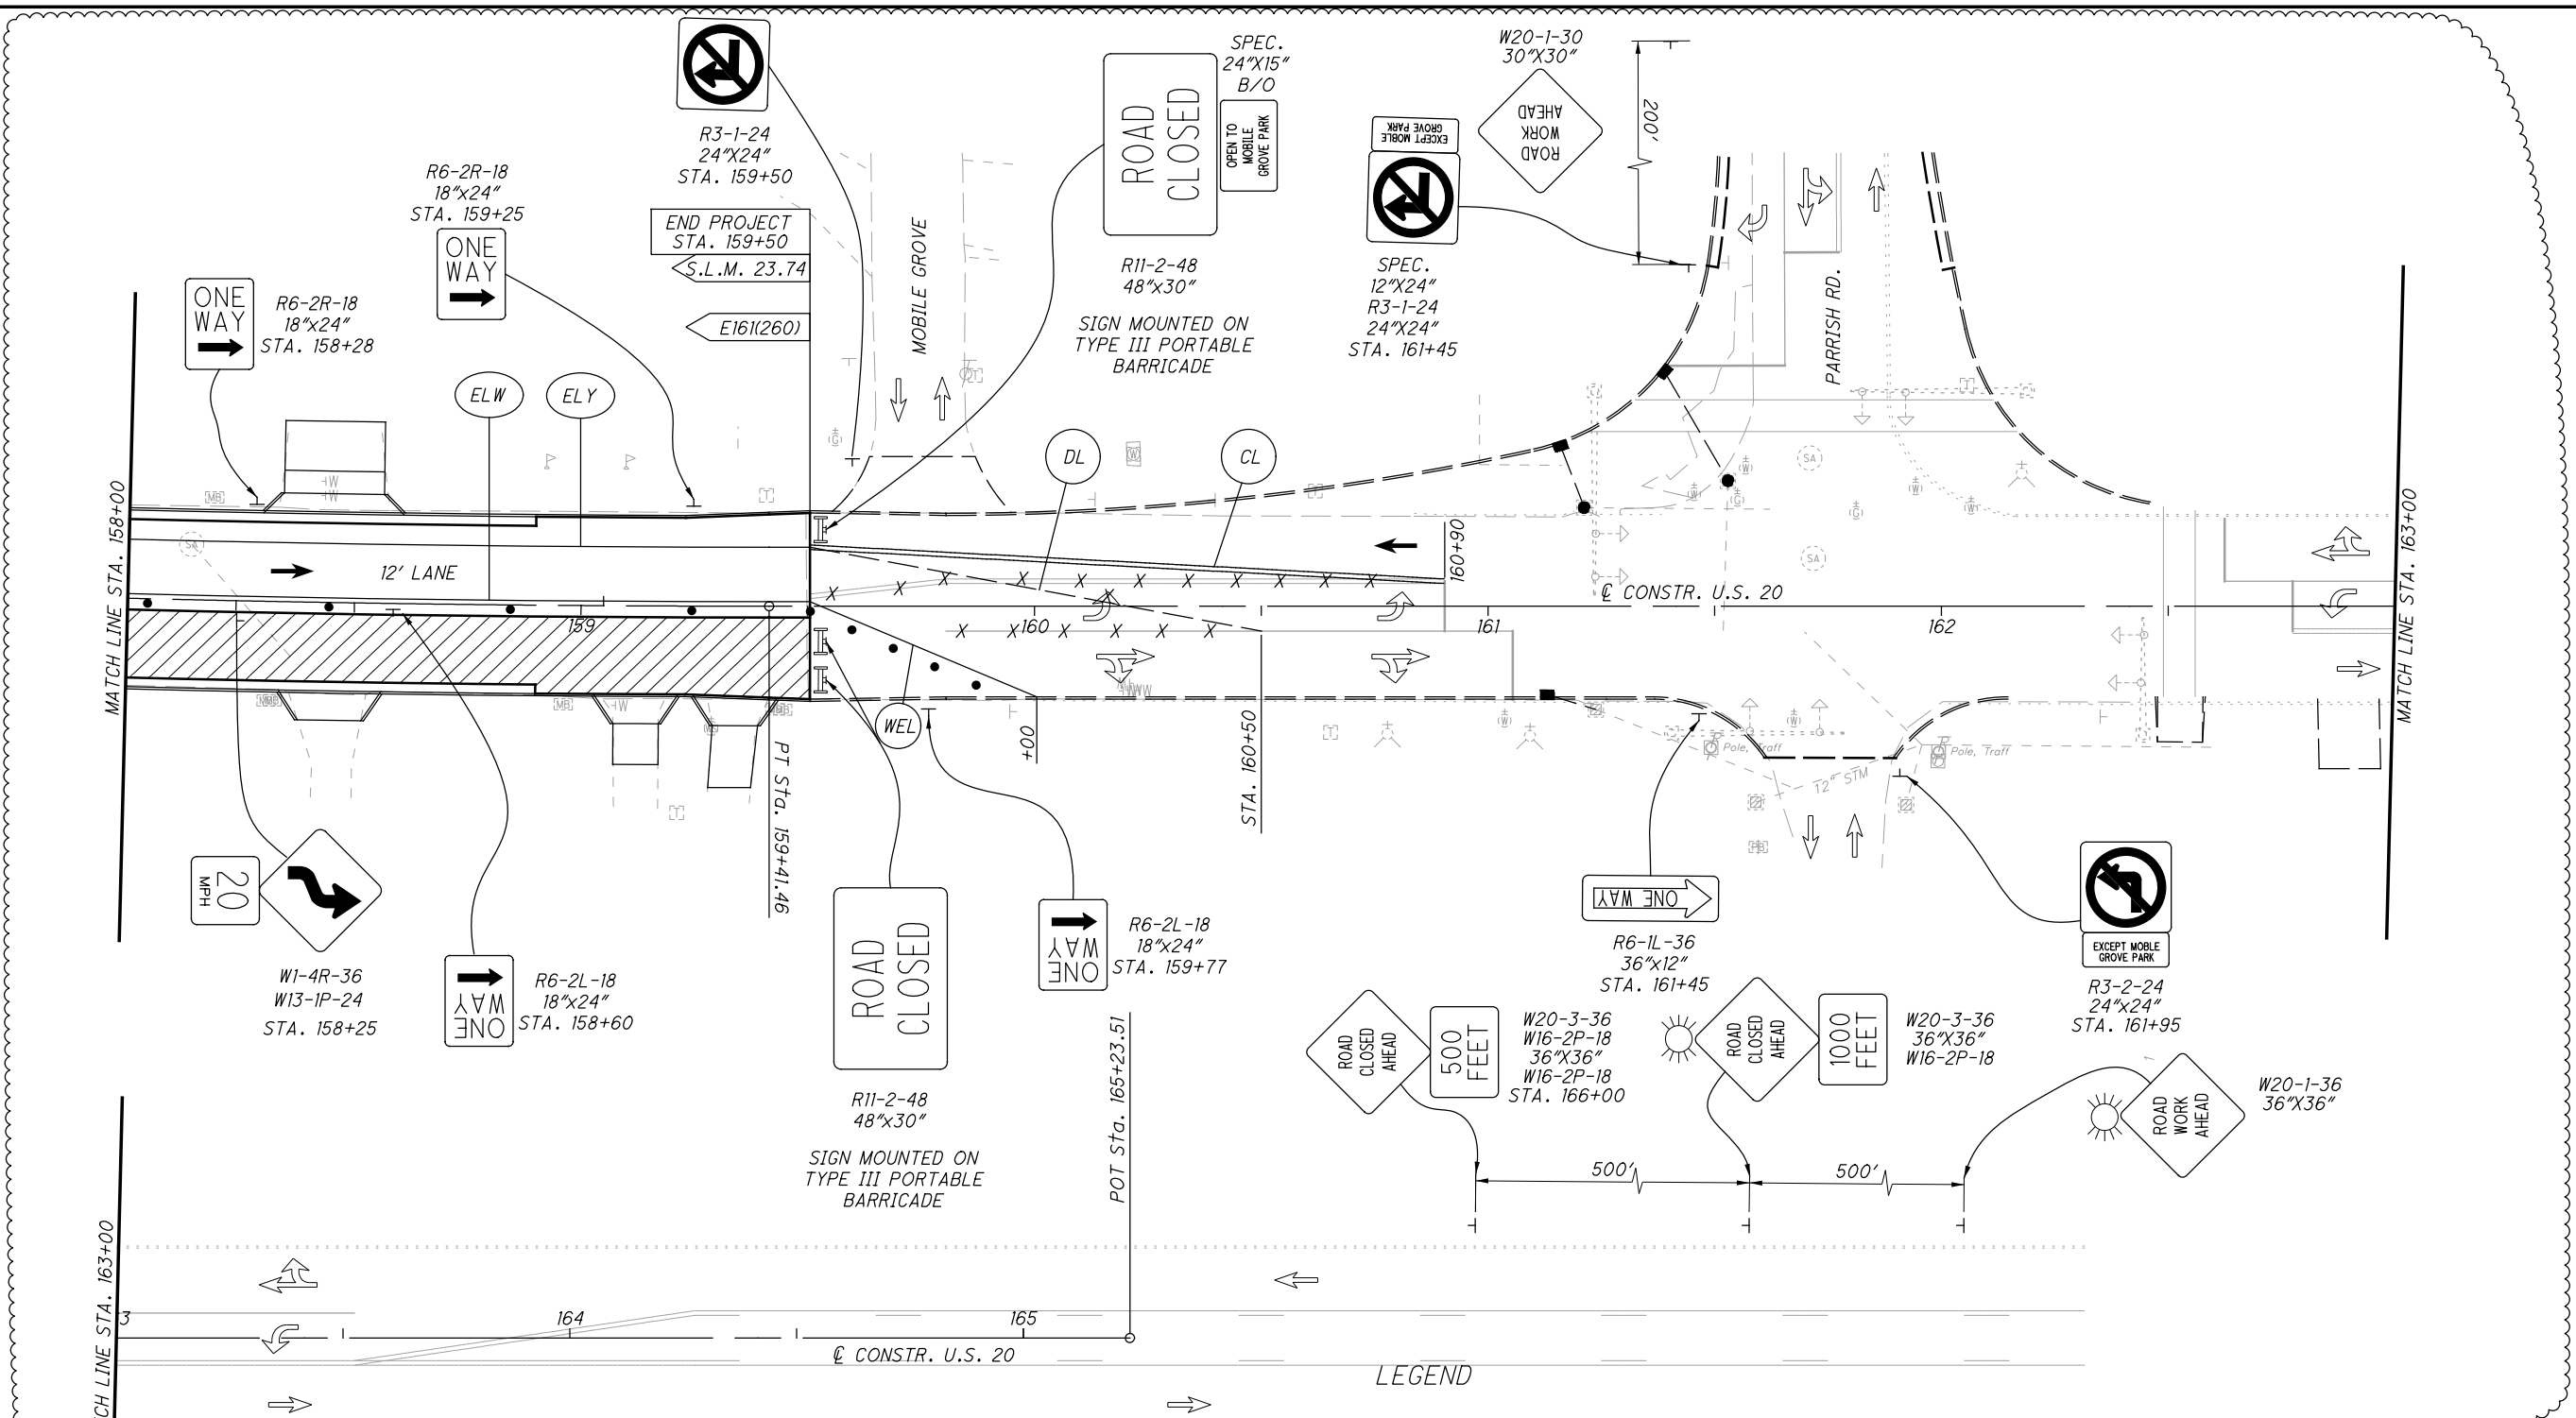 R3-1-24
24"X24"
STA. 159+50
R6-2R-18
18"x24"
STA. 159+25
ONE
WAY
ONE
WAY
R6-2R-18
18"x24"
STA. 158+28
END PROJECT
STA. 159+50
S.L.M. 23.74
E161(260)
MOBILE GROVE
ROAD
CLOSED
SPEC.
24"X15"
B/O
OPEN TO
MOBILE
GROVE PARK
R11-2-48
48"x30"
SIGN MOUNTED ON
TYPE III PORTABLE
BARRICADE
W20-1-30
30"X30"
ROAD
WORK
AHEAD
200'
EXCEPT MOBLE
GROVE PARK
SPEC.
12"X24"
R3-1-24
24"X24"
STA. 161+45
PARRISH RD.
ELW
ELY
DL
CL
MATCH LINE STA. 158+00
12' LANE
160+90
℄ CONSTR. U.S. 20
159
160
161
162
MATCH LINE STA. 163+00
MB
MB
MB
MB
SA
SA
SA
T
T
T
T
T
W
W
W
W
W
W
W
G
G
G
WEL
+00
STA. 160+50
PT Sta. 159+41.46
Pole, Traff
Pole, Traff
12" STM
PB
20
MPH
W1-4R-36
W13-1P-24
STA. 158+25
ONE
WAY
R6-2L-18
18"x24"
STA. 158+60
ROAD
CLOSED
R11-2-48
48"x30"
SIGN MOUNTED ON
TYPE III PORTABLE
BARRICADE
ONE
WAY
R6-2L-18
18"x24"
STA. 159+77
ONE WAY
R6-1L-36
36"x12"
STA. 161+45
EXCEPT MOBLE
GROVE PARK
R3-2-24
24"x24"
STA. 161+95
ROAD
CLOSED
AHEAD
500
FEET
W20-3-36
W16-2P-18
36"X36"
W16-2P-18
STA. 166+00
ROAD
CLOSED
AHEAD
1000
FEET
W20-3-36
36"X36"
W16-2P-18
ROAD
WORK
AHEAD
W20-1-36
36"X36"
500'
500'
POT Sta. 165+23.51
CH LINE STA. 163+00
3
164
165
℄ CONSTR. U.S. 20
LEGEND